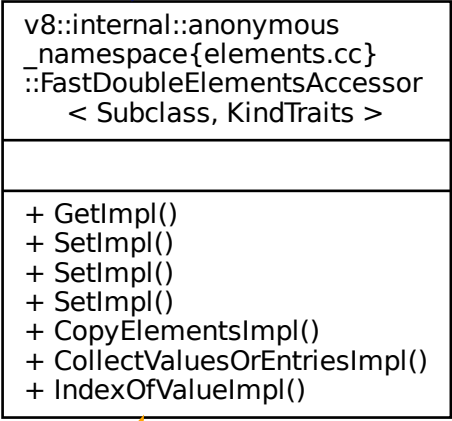 v8::internal::anonymous
_namespace{elements.cc}
::FastDoubleElementsAccessor
< Subclass, KindTraits >
+ GetImpl()
+ SetImpl()
+ SetImpl()
+ SetImpl()
+ CopyElementsImpl()
+ CollectValuesOrEntriesImpl()
+ IndexOfValueImpl()